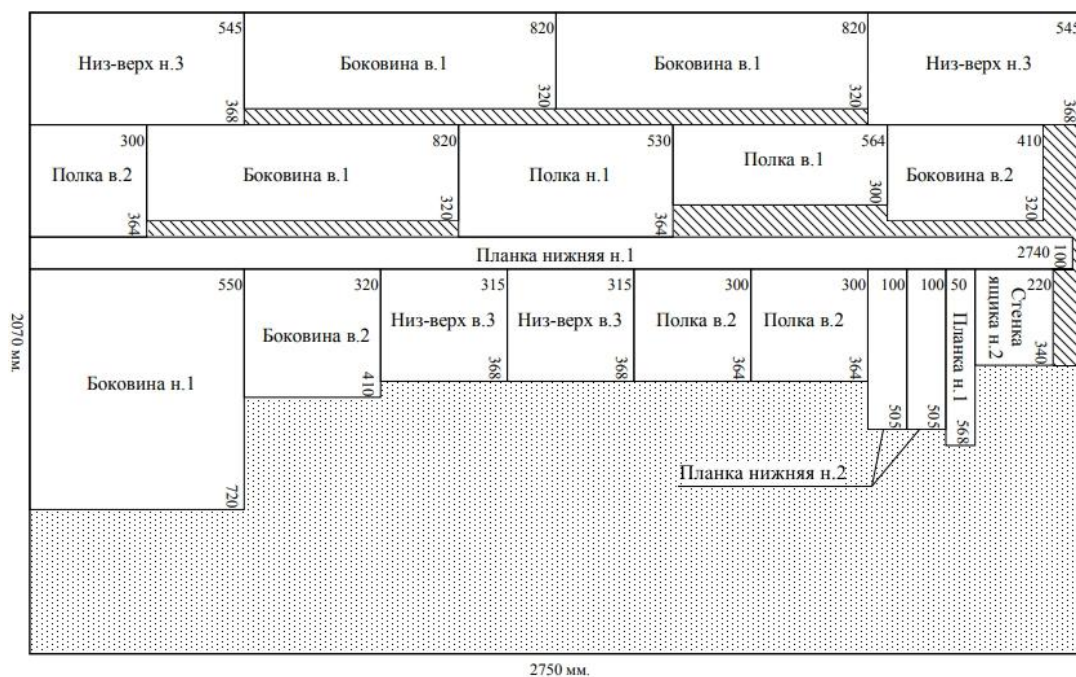 545
Низ-верх н.3
368
820
Боковина в.1
320
820
Боковина в.1
320
545
Низ-верх н.3
368
300
Полка в.2
364
820
Боковина в.1
320
530
Полка н.1
364
564
Полка в.1
300
410
Боковина в.2
320
Планка нижняя н.1
2740
100
550
Боковина н.1
720
320
Боковина в.2
410
315
Низ-верх в.3
368
315
Низ-верх в.3
368
300
Полка в.2
364
300
Полка в.2
364
100
505
100
505
Планка нижняя н.2
50
Планка н.1
568
220
Стенка
ящика н.2
340
2070 мм.
2750 мм.